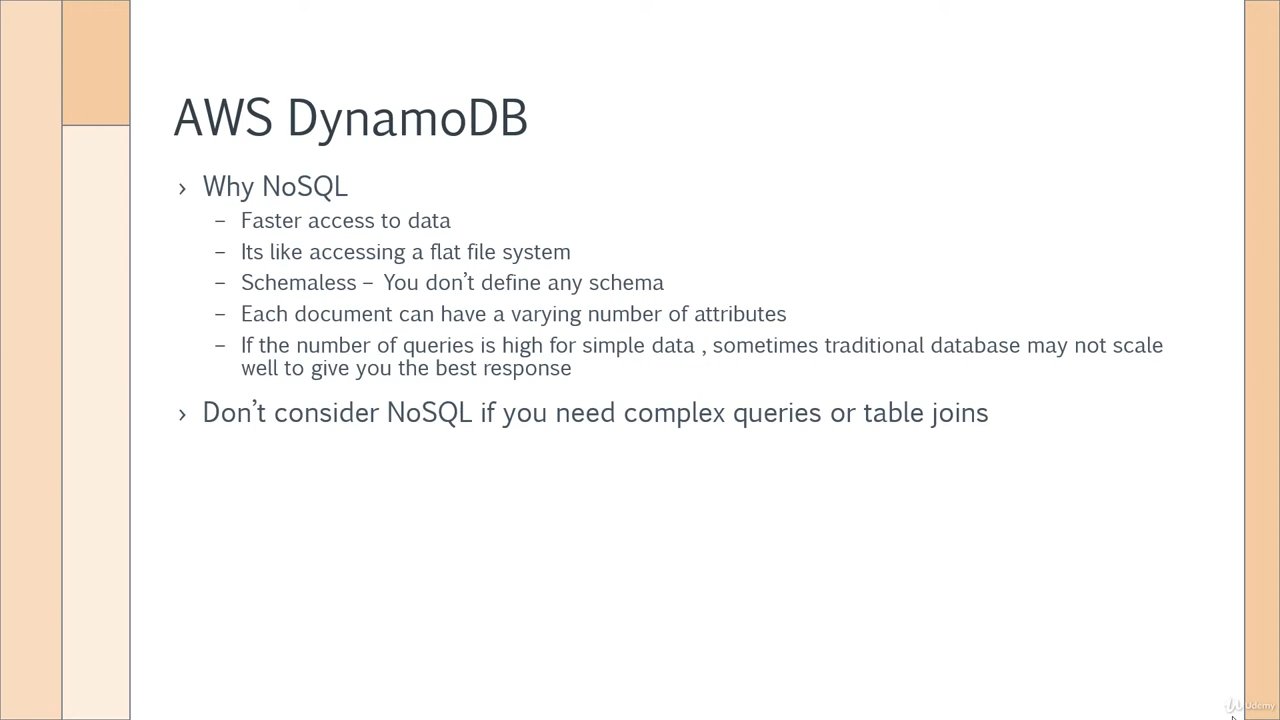 AWS DynamoDB
› Why NoSQL
– Faster access to data
– Its like accessing a flat file system
– Schemaless – You don’t define any schema
– Each document can have a varying number of attributes
– If the number of queries is high for simple data , sometimes traditional database may not scale
well to give you the best response
› Don’t consider NoSQL if you need complex queries or table joins
Udemy